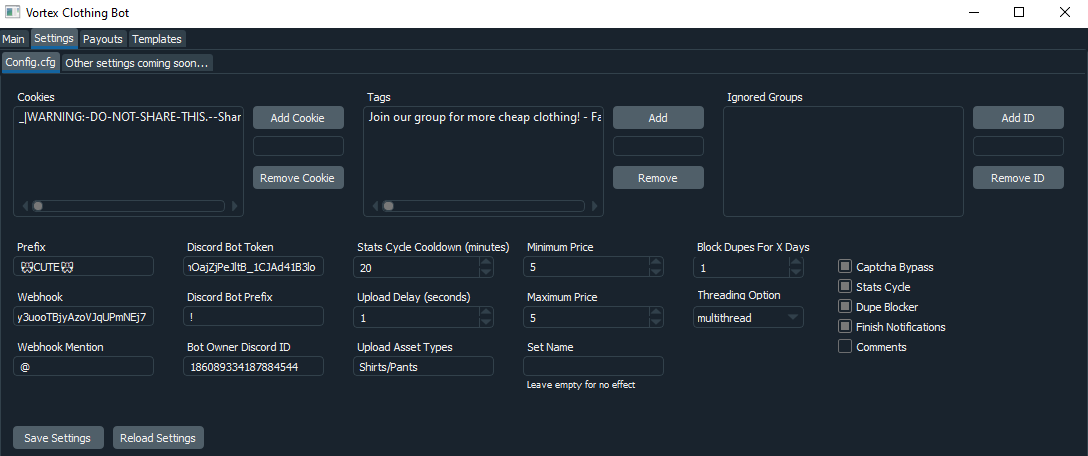 Vortex Clothing Bot
Main Settings Payouts Templates
Config.cfg Other settings coming soon...
Cookies Tags Ignored Groups
_|WARNING:-DO-NOT-SHARE-THIS.--Shar Add Cookie Join our group for more cheap clothing! - Fa Add Add ID
Remove Cookie Remove Remove ID
Prefix Discord Bot Token Stats Cycle Cooldown (minutes) Minimum Price Block Dupes For X Days
CUTE 20 5 1 Captcha Bypass
Stats Cycle
Webhook Discord Bot Prefix Upload Delay (seconds) Maximum Price Threading Option
Dupe Blocker
y3uooTBjyAzoVJqUPmNEj7 ! 1 5 multithread
Finish Notifications
Webhook Mention Bot Owner Discord ID Upload Asset Types Set Name Comments
@ 186089334187884544 Shirts/Pants
Leave empty for no effect
Save Settings Reload Settings